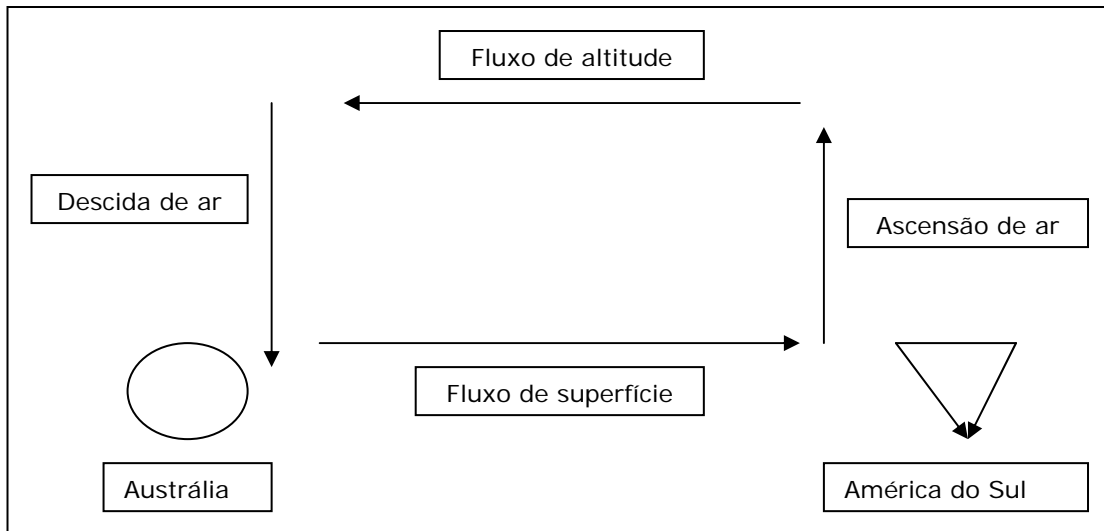 Fluxo de altitude
Descida de ar
Ascensão de ar
Fluxo de superfície
Austrália
América do Sul